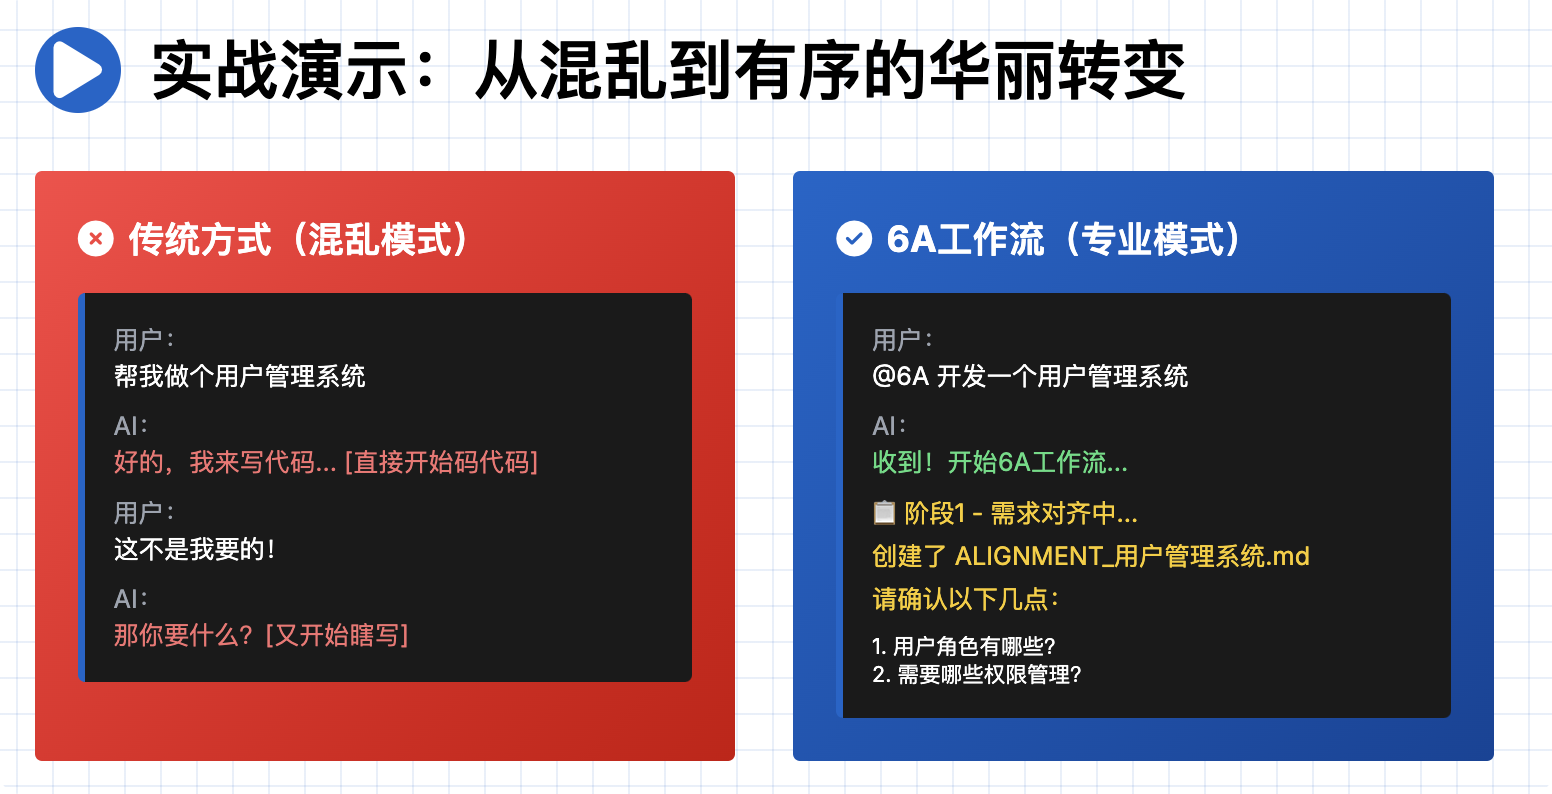 实战演示：从混乱到有序的华丽转变
传统方式（混乱模式）
用户：
帮我做个用户管理系统
AI：
好的，我来写代码... [直接开始码代码]
用户：
这不是我要的！
AI：
那你要什么？[又开始瞎写]
6A工作流（专业模式）
用户：
@6A 开发一个用户管理系统
AI：
收到！开始6A工作流...
📋 阶段1 - 需求对齐中...
创建了 ALIGNMENT_用户管理系统.md
请确认以下几点：
1. 用户角色有哪些?
2. 需要哪些权限管理?